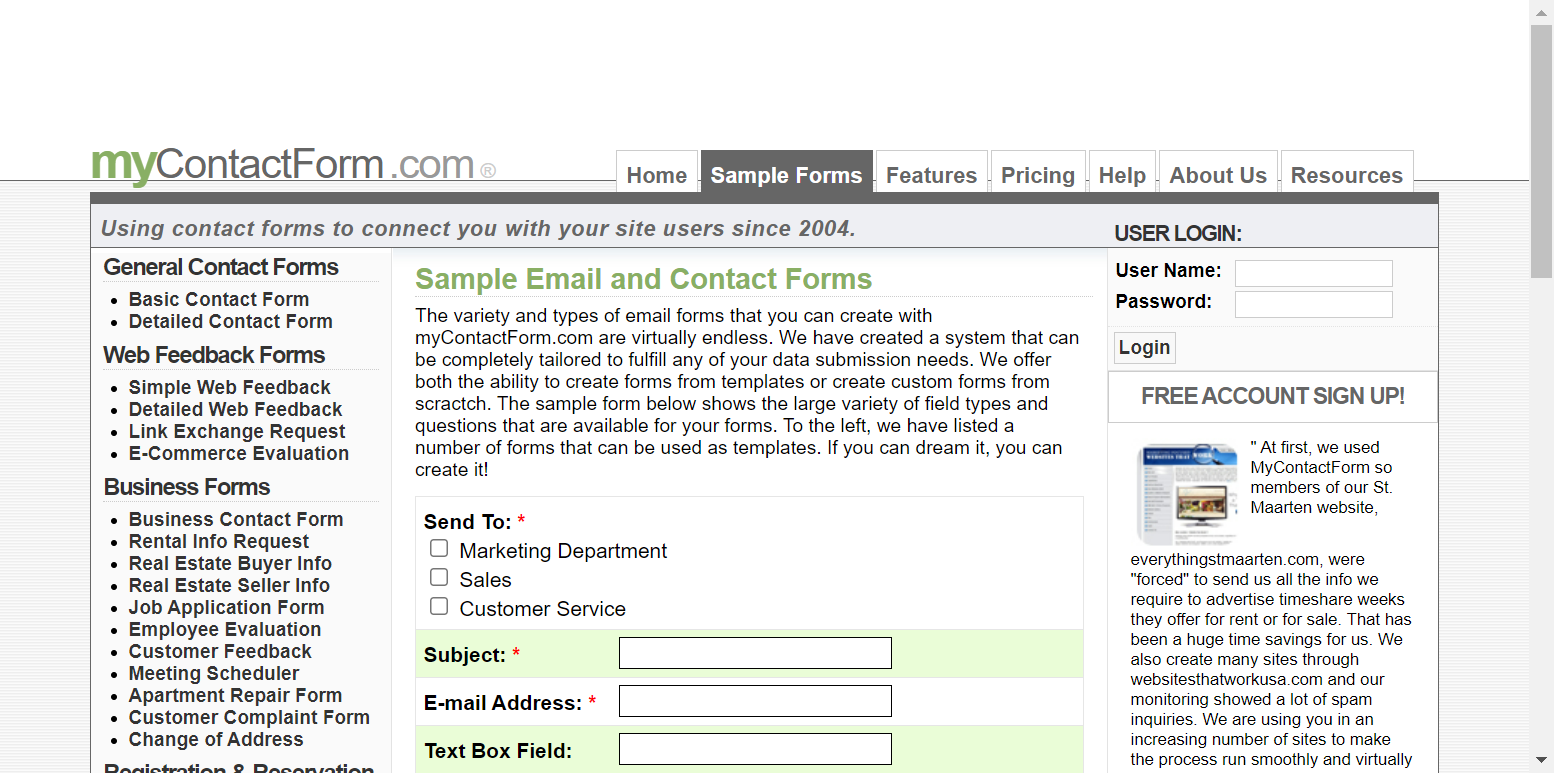 myContactForm.com ®
Home
Sample Forms
Features
Pricing
Help
About Us
Resources
Using contact forms to connect you with your site users since 2004.
USER LOGIN:
General Contact Forms
Basic Contact Form
Detailed Contact Form
Web Feedback Forms
Simple Web Feedback
Detailed Web Feedback
Link Exchange Request
E-Commerce Evaluation
Business Forms
Business Contact Form
Rental Info Request
Real Estate Buyer Info
Real Estate Seller Info
Job Application Form
Employee Evaluation
Customer Feedback
Meeting Scheduler
Apartment Repair Form
Customer Complaint Form
Change of Address
Registration & Reservation
Sample Email and Contact Forms
The variety and types of email forms that you can create with
myContactForm.com are virtually endless. We have created a system that can
be completely tailored to fulfill any of your data submission needs. We offer
both the ability to create forms from templates or create custom forms from
scractch. The sample form below shows the large variety of field types and
questions that are available for your forms. To the left, we have listed a
number of forms that can be used as templates. If you can dream it, you can
create it!
Send To: *
Marketing Department
Sales
Customer Service
Subject: *
E-mail Address: *
Text Box Field:
User Name:
Password:
Login
FREE ACCOUNT SIGN UP!
WEBSITES THAT WORK
" At first, we used
MyContactForm so
members of our St.
Maarten website,
everythingstmaarten.com, were
"forced" to send us all the info we
require to advertise timeshare weeks
they offer for rent or for sale. That has
been a huge time savings for us. We
also create many sites through
websitesthatworkusa.com and our
monitoring showed a lot of spam
inquiries. We are using you in an
increasing number of sites to make
the process run smoothly and virtually